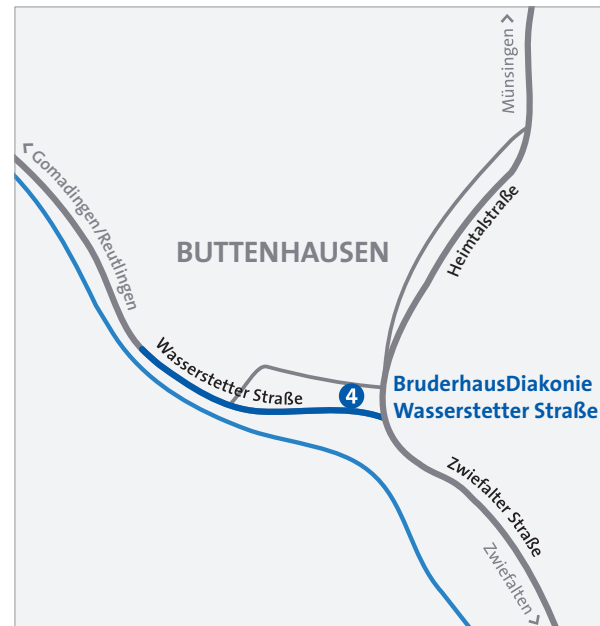 Münsingen >
< Gomadingen/Reutlingen
Heimtalstraße
BUTTENHAUSEN
Wasserstetter Straße
4
BruderhausDiakonie
Wasserstetter Straße
Zwiefalter Straße
Zwiefalten >